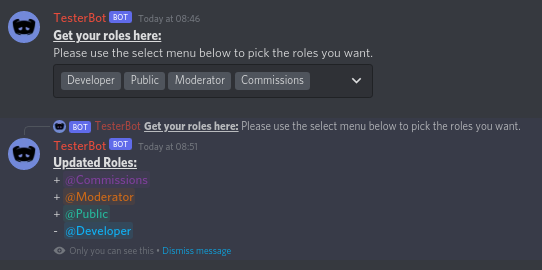 TesterBot BOT Today at 08:46
Get your roles here:
Please use the select menu below to pick the roles you want.
Developer Public Moderator Commissions
BOT TesterBot Get your roles here: Please use the select menu below to pick the roles you want.
TesterBot BOT Today at 08:51
Updated Roles:
+ @Commissions
+ @Moderator
+ @Public
- @Developer
Only you can see this • Dismiss message